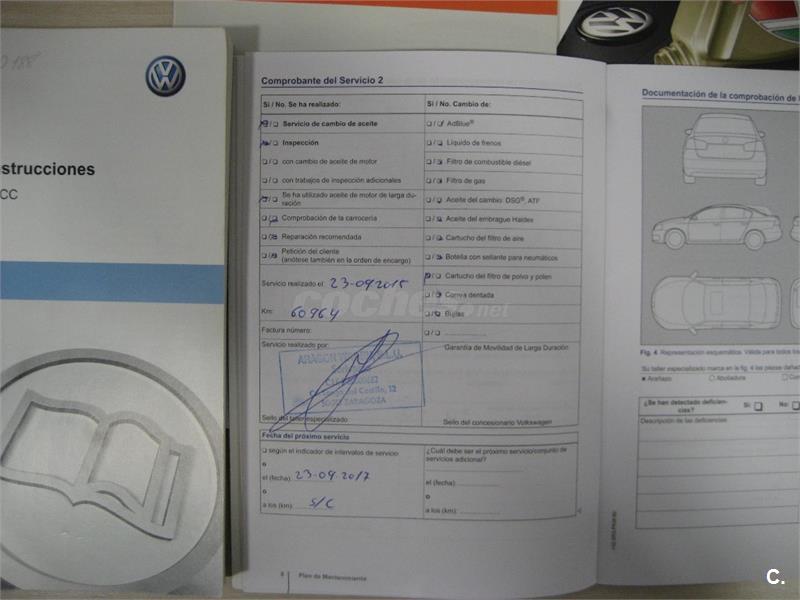 0188
strucciones
CC
Comprobante del Servicio 2
Si / No. Se ha realizado:
Si / No. Cambio de:
Servicio de cambio de aceite
AdBlue®
Inspección
Líquido de frenos
con cambio de aceite de motor
Filtro de combustible diésel
con trabajos de inspección adicionales
Filtro de gas
Se ha utilizado aceite de motor de larga du-
ración
Aceite del cambio: DSG®, ATF
Comprobación de la carrocería
Aceite del embrague Haldex
Reparación recomendada
Cartucho del filtro de aire
Petición del cliente
(anótese también en la orden de encargo)
Botella con sellante para neumáticos
Cartucho del filtro de polvo y polen
Servicio realizado el: 23-09-2015
Correa dentada
coches.net
Km: 60964
Bujías
Factura número:
Servicio realizado por:
Garantía de Movilidad de Larga Duración
ZARAGOZA
Sello del taller especializado
Sello del concesionario Volkswagen
Fecha del próximo servicio
según el indicador de intervalos de servicio
¿Cuál debe ser el próximo servicio/conjunto de
servicios adicional?
o
el (fecha): 23-09-2017
el (fecha):
o
o
a los (km): S/C
a los (km):
8 Plan de Mantenimiento
Documentación de la comprobación de l
Fig. 4 Representación esquemática. Válida para todos los
Su taller especializado marca en la fig. 4 las piezas dañad
Arañazo
Abolladura
¿Se han detectado deficien-
cias?
Sí:
No:
Descripción de las deficiencias:
C.